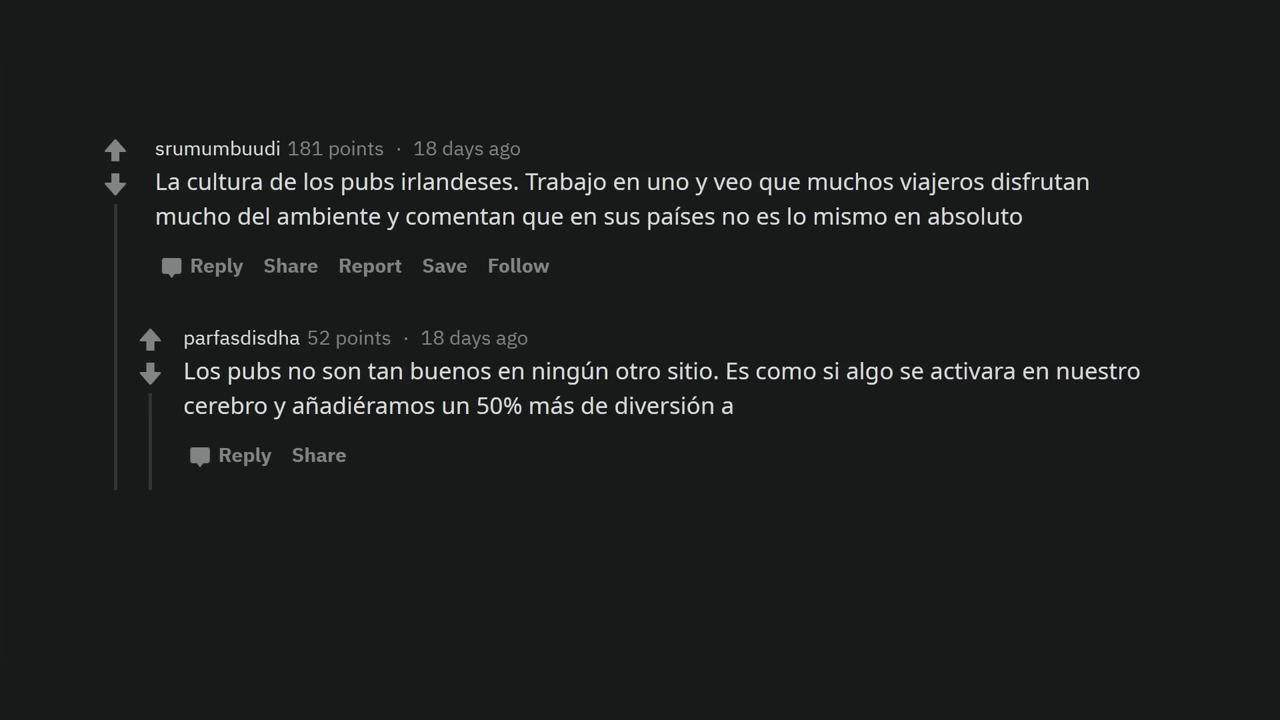 srumumbuudi 181 points · 18 days ago
La cultura de los pubs irlandeses. Trabajo en uno y veo que muchos viajeros disfrutan
mucho del ambiente y comentan que en sus países no es lo mismo en absoluto
Reply Share Report Save Follow
parfasdisdha 52 points · 18 days ago
Los pubs no son tan buenos en ningún otro sitio. Es como si algo se activara en nuestro
cerebro y añadiéramos un 50% más de diversión a
Reply Share